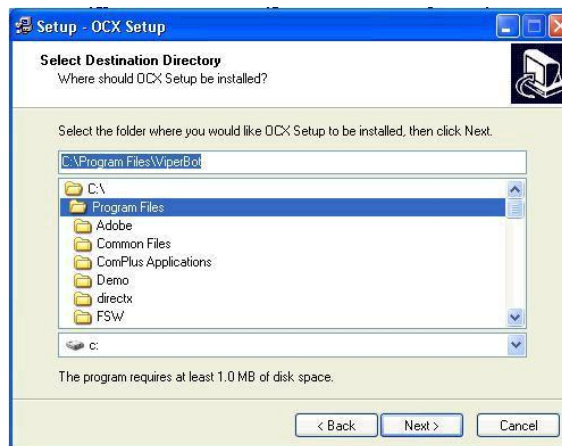 Setup - OCX Setup
Select Destination Directory
Where should OCX Setup be installed?
Select the folder where you would like OCX Setup to be installed, then click Next.
C:\Program Files\ViperBot
C:\
Program Files
Adobe
Common Files
ComPlus Applications
Demo
directx
FSW
c:
The program requires at least 1.0 MB of disk space.
< Back Next > Cancel